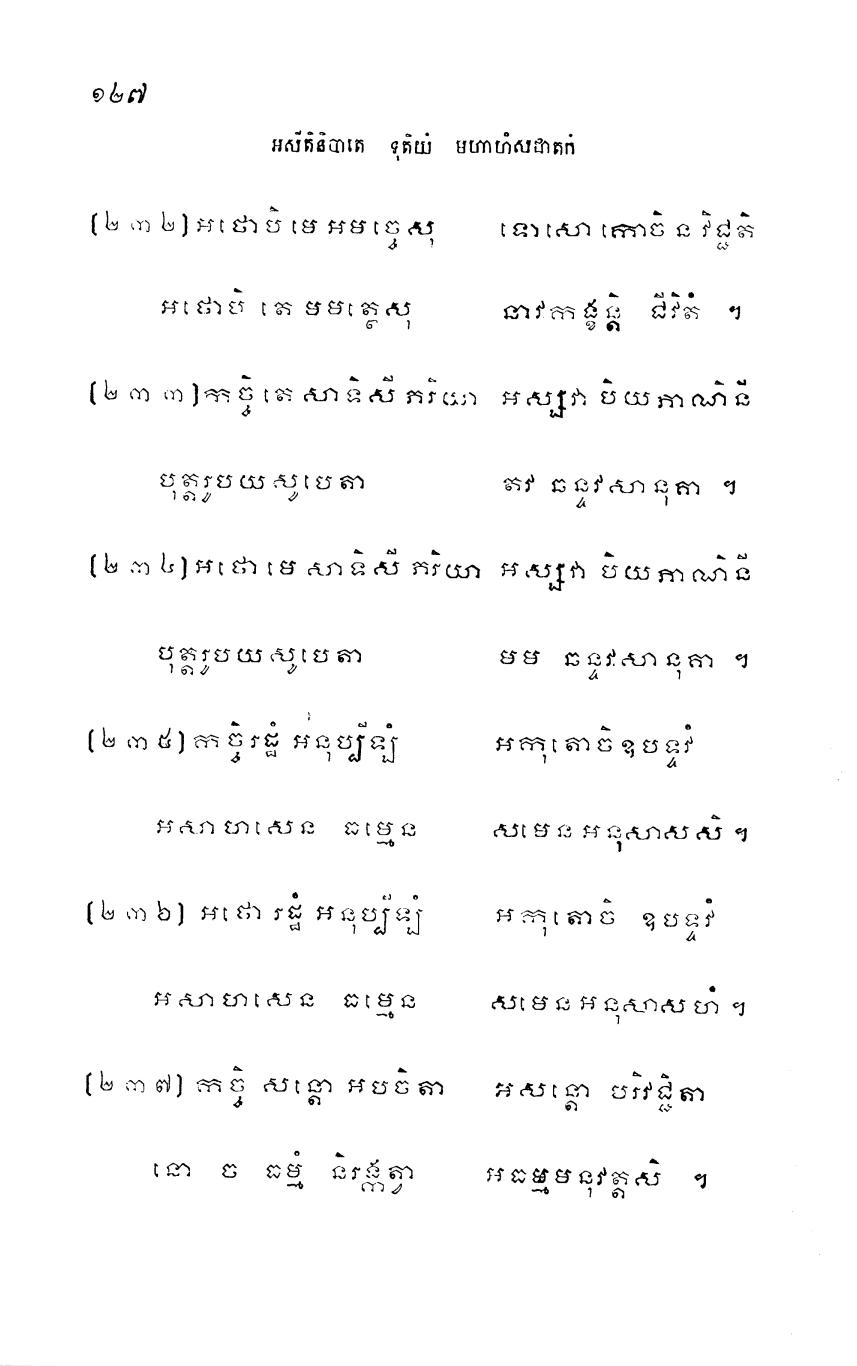 ១២៧
អសីតិនិបាតេ ទុតិយំ មហាហំសជាតកំ
(២៣២) អថោបិ មេ អមច្ចេសុ ទោសោ កោចិ ន វិជ្ជតិ
អថោបិ តេ មមត្ថេសុ នាវកង្ខន្តិ ជីវិតំ ។
(២៣៣) កច្ចិ តេ សាទិសី ភរិយា អស្សវា បិយភាណិនី
បុត្តរូបយសូបេតា តវ ឆន្ទវសានុគា ។
(២៣៤) អថោ មេ សាទិសី ភរិយា អស្សវា បិយភាណិនី
បុត្តរូបយសូបេតា មម ឆន្ទវសានុគា ។
(២៣៥) កច្ចិ រដ្ឋំ អនុប្បីឡំ អកុតោចិឧបទ្ទវំ
អសាហសេន ធម្មេន សមេន អនុសាសសិ ។
(២៣៦) អថោ រដ្ឋំ អនុប្បីឡំ អកុតោចិ ឧបទ្ទវំ
អសាហសេន ធម្មេន សមេន អនុសាសហំ ។
(២៣៧) កច្ចិ សន្តោ អបចិតា អសន្តោ បរិវជ្ជិតា
នោ ច ធម្មំ និរង្កត្វា អធម្មមនុវត្តសិ ។